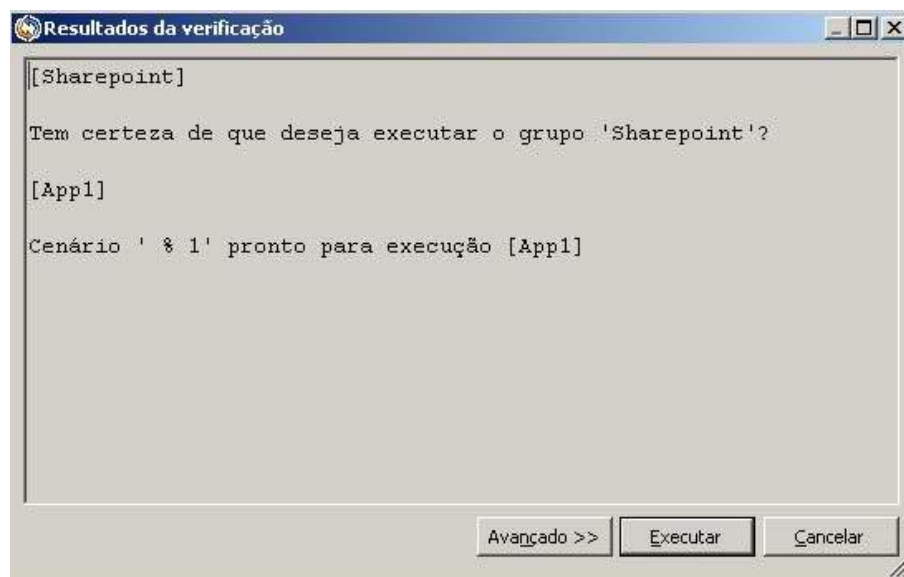 Resultados da verificação
[Sharepoint]
Tem certeza de que deseja executar o grupo 'Sharepoint'?
[App1]
Cenário ' % 1' pronto para execução [App1]
Avançado >>
Executar
Cancelar